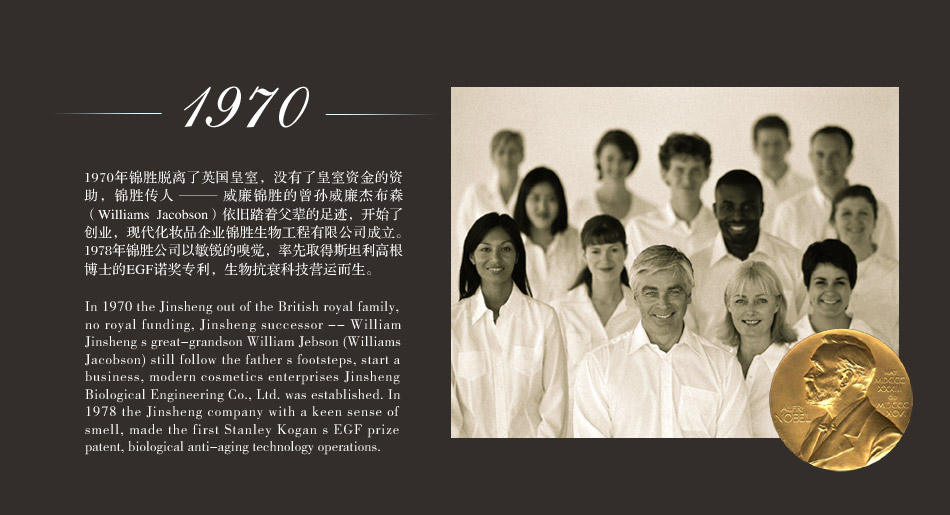 1970
1970年锦胜脱离了英国皇室，没有了皇室资金的资
助，锦胜传人 —— 威廉锦胜的曾孙威廉杰布森
（Williams Jacobson）依旧踏着父辈的足迹，开始了
创业，现代化妆品企业锦胜生物工程有限公司成立。
1978年锦胜公司以敏锐的嗅觉，率先取得斯坦利高根
博士的EGF诺奖专利，生物抗衰科技营运而生。
In 1970 the Jinsheng out of the British royal family,
no royal funding, Jinsheng successor -- William
Jinsheng s great-grandson William Jebson (Williams
Jacobson) still follow the father s footsteps, start a
business, modern cosmetics enterprises Jinsheng
Biological Engineering Co., Ltd. was established. In
1978 the Jinsheng company with a keen sense of
smell, made the first Stanley Kogan s EGF prize
patent, biological anti-aging technology operations.
ALFR.
NOBEL
NAT.
MDCCC
XXXIII
OB.
MDCCC
XCVI